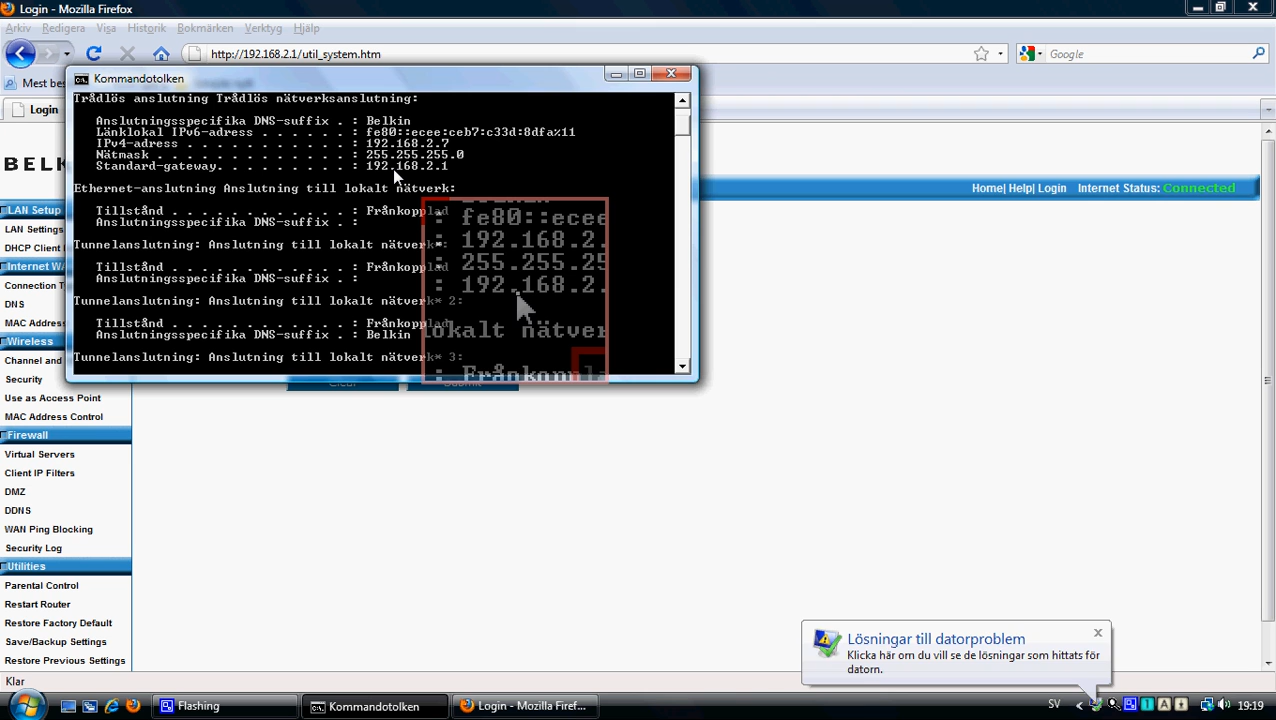 Login - Mozilla Firefox
Arkiv Redigera Visa Historik Bokmärken Verktyg Hjälp
http://192.168.2.1/util_system.htm
Google
Mest be
Kommandotolken
Login
Trådlös anslutning Trådlös nätverksanslutning:
Anslutningsspecifika DNS-suffix . : Belkin
Länklokal IPv6-adress . . . . . . : fe80::ecee:ceb7:c33d:8dfa%11
IPv4-adress . . . . . . . . . . . : 192.168.2.7
Nätmask . . . . . . . . . . . . . : 255.255.255.0
Standard-gateway. . . . . . . . . : 192.168.2.1
Ethernet-anslutning Anslutning till lokalt nätverk:
Tillstånd . . . . . . . . . . . . : Frånkopplad
Anslutningsspecifika DNS-suffix . :
Tunnelanslutning: Anslutning till lokalt nätverk*:
Tillstånd . . . . . . . . . . . . : Frånkopplad
Anslutningsspecifika DNS-suffix . :
Tunnelanslutning: Anslutning till lokalt nätverk* 2:
Tillstånd . . . . . . . . . . . . : Frånkopplad
Anslutningsspecifika DNS-suffix . : Belkin
Tunnelanslutning: Anslutning till lokalt nätverk* 3:
: fe80::ecee
: 192.168.2.
: 255.255.25
: 192.168.2.
lokalt nätver
: Frånkoppla
BELK
Home| Help| Login Internet Status: Connected
LAN Setup
LAN Settings
DHCP Client
Internet WA
Connection T
DNS
MAC Addres
Wireless
Channel and
Security
Use as Access Point
MAC Address Control
Firewall
Virtual Servers
Client IP Filters
DMZ
DDNS
WAN Ping Blocking
Security Log
Utilities
Parental Control
Restart Router
Restore Factory Default
Save/Backup Settings
Restore Previous Settings
Clear Submit
Lösningar till datorproblem
Klicka här om du vill se de lösningar som hittats för
datorn.
Klar
Flashing
Kommandotolken
Login - Mozilla Firef...
SV
19:19